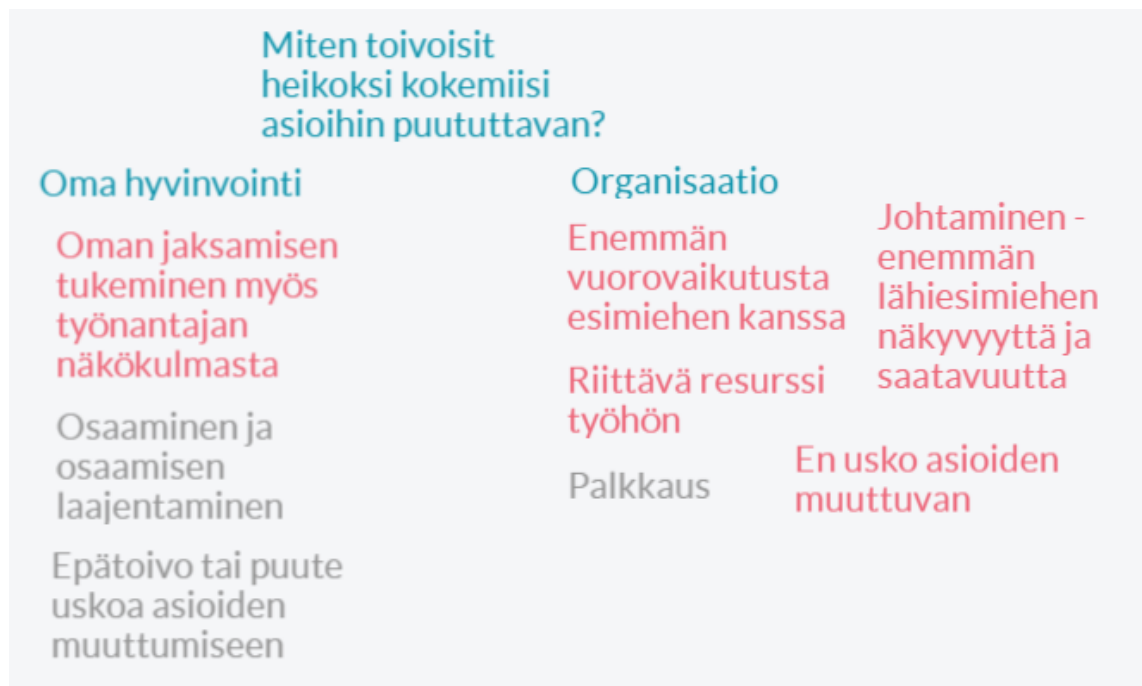 Miten toivoisit
heikoksi kokemiisi
asioihin puututtavan?
Oma hyvinvointi
Oman jaksamisen
tukeminen myös
työnantajan
näkökulmasta
Osaaminen ja
osaamisen
laajentaminen
Epätoivo tai puute
uskoa asioiden
muuttumiseen
Organisaatio
Enemmän
vuorovaikutusta
esimiehen kanssa
Riittävä resurssi
työhön
Palkkaus
Johtaminen -
enemmän
lähiesimiehen
näkyvyyttä ja
saatavuutta
En usko asioiden
muuttuvan